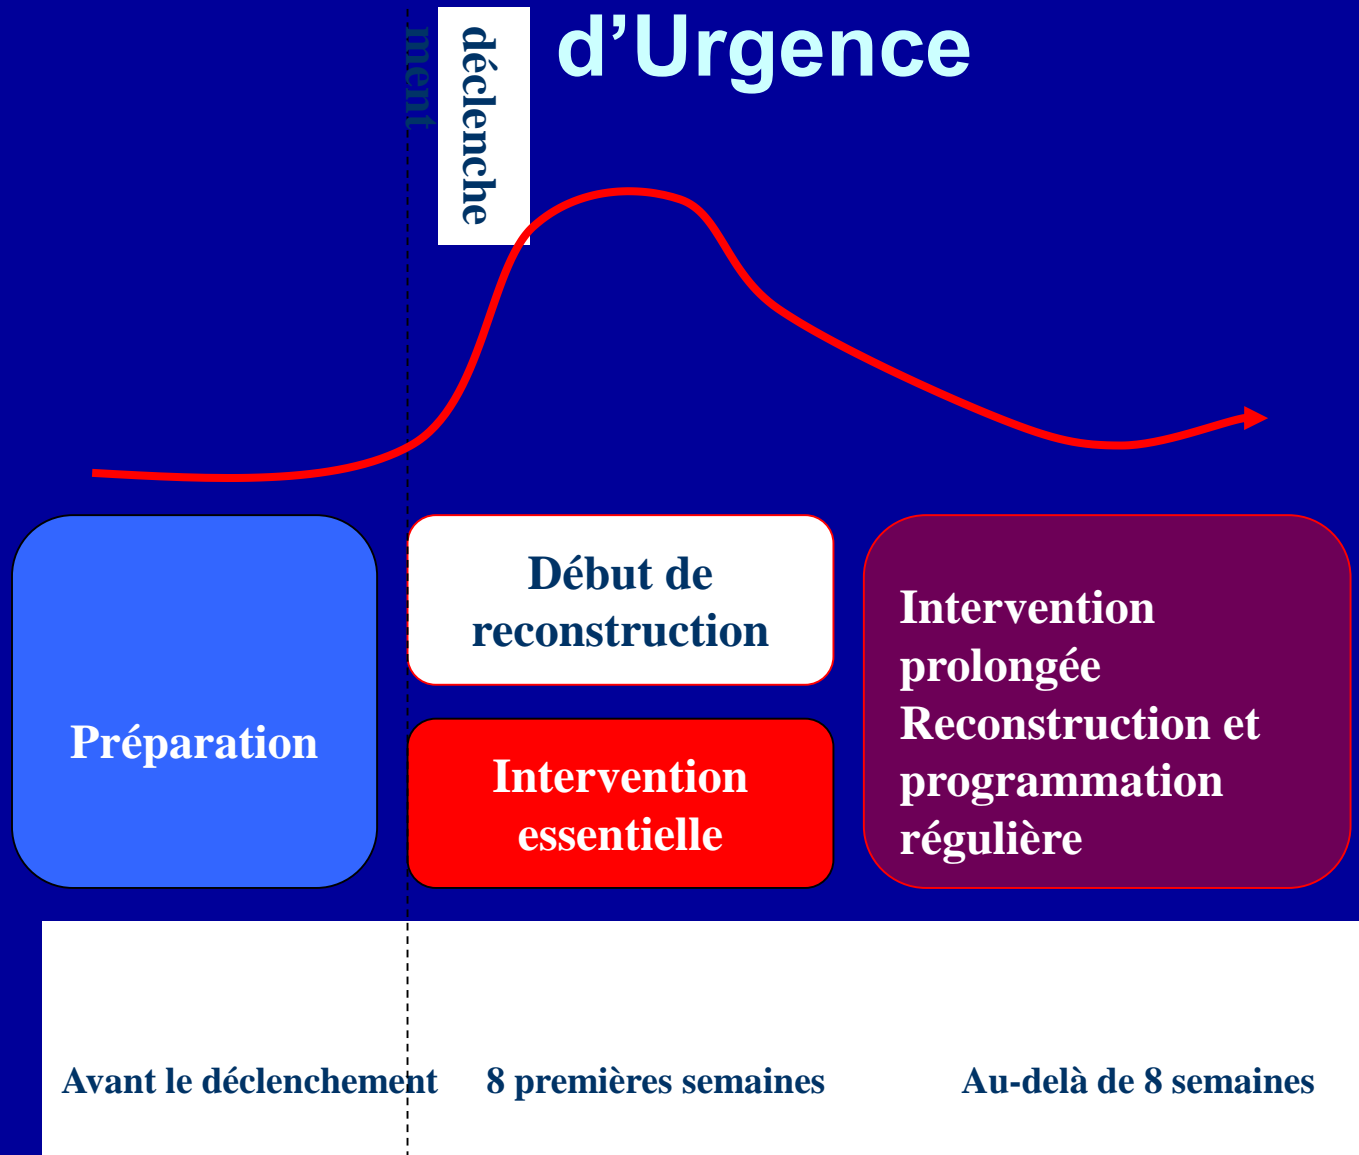 d’Urgence
déclenche
ment
Début de
reconstruction
Préparation
Intervention
essentielle
Intervention
prolongée
Reconstruction et
programmation
régulière
Avant le déclenchement
8 premières semaines
Au-delà de 8 semaines